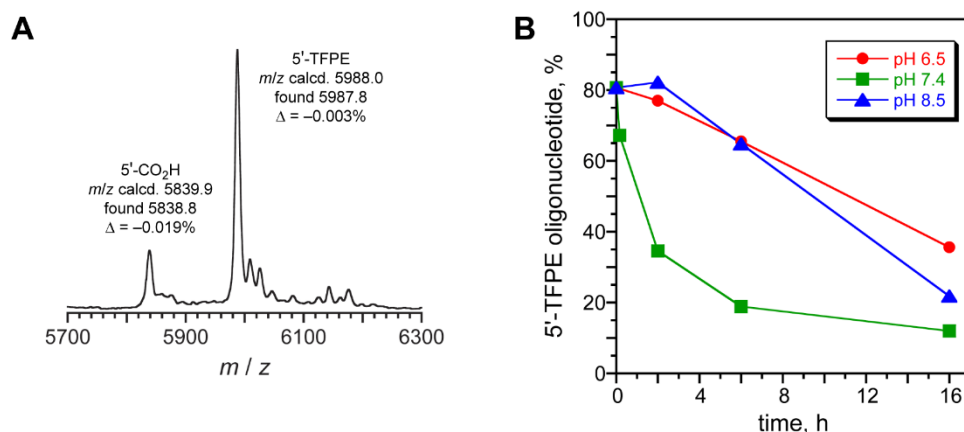 A
5'-TFPE
m/z calcd. 5988.0
found 5987.8
Δ = –0.003%
5'-CO₂H
m/z calcd. 5839.9
found 5838.8
Δ = –0.019%
5700 5900 6100 6300
m / z
B
pH 6.5
pH 7.4
pH 8.5
100
80
60
40
20
0
5'-TFPE oligonucleotide, %
0 4 8 12 16
time, h